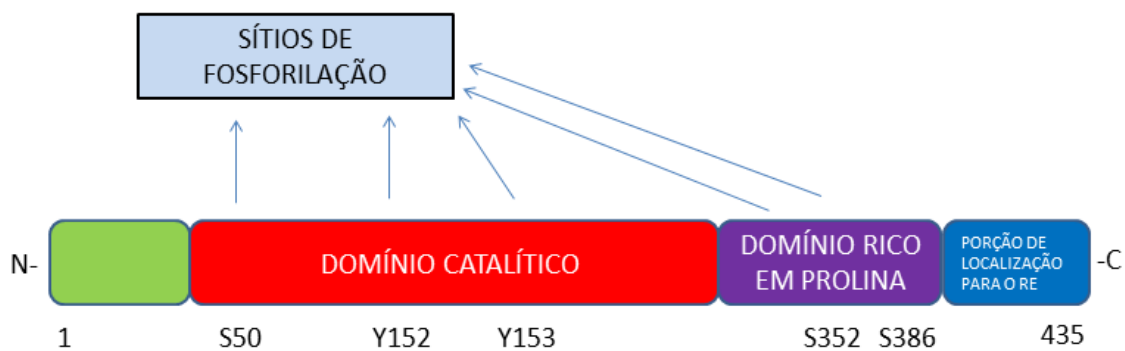 SÍTIOS DE
FOSFORILAÇÃO
N-
DOMÍNIO CATALÍTICO
DOMÍNIO RICO
EM PROLINA
PORÇÃO DE
LOCALIZAÇÃO
PARA O RE
-C
1
S50
Y152
Y153
S352
S386
435